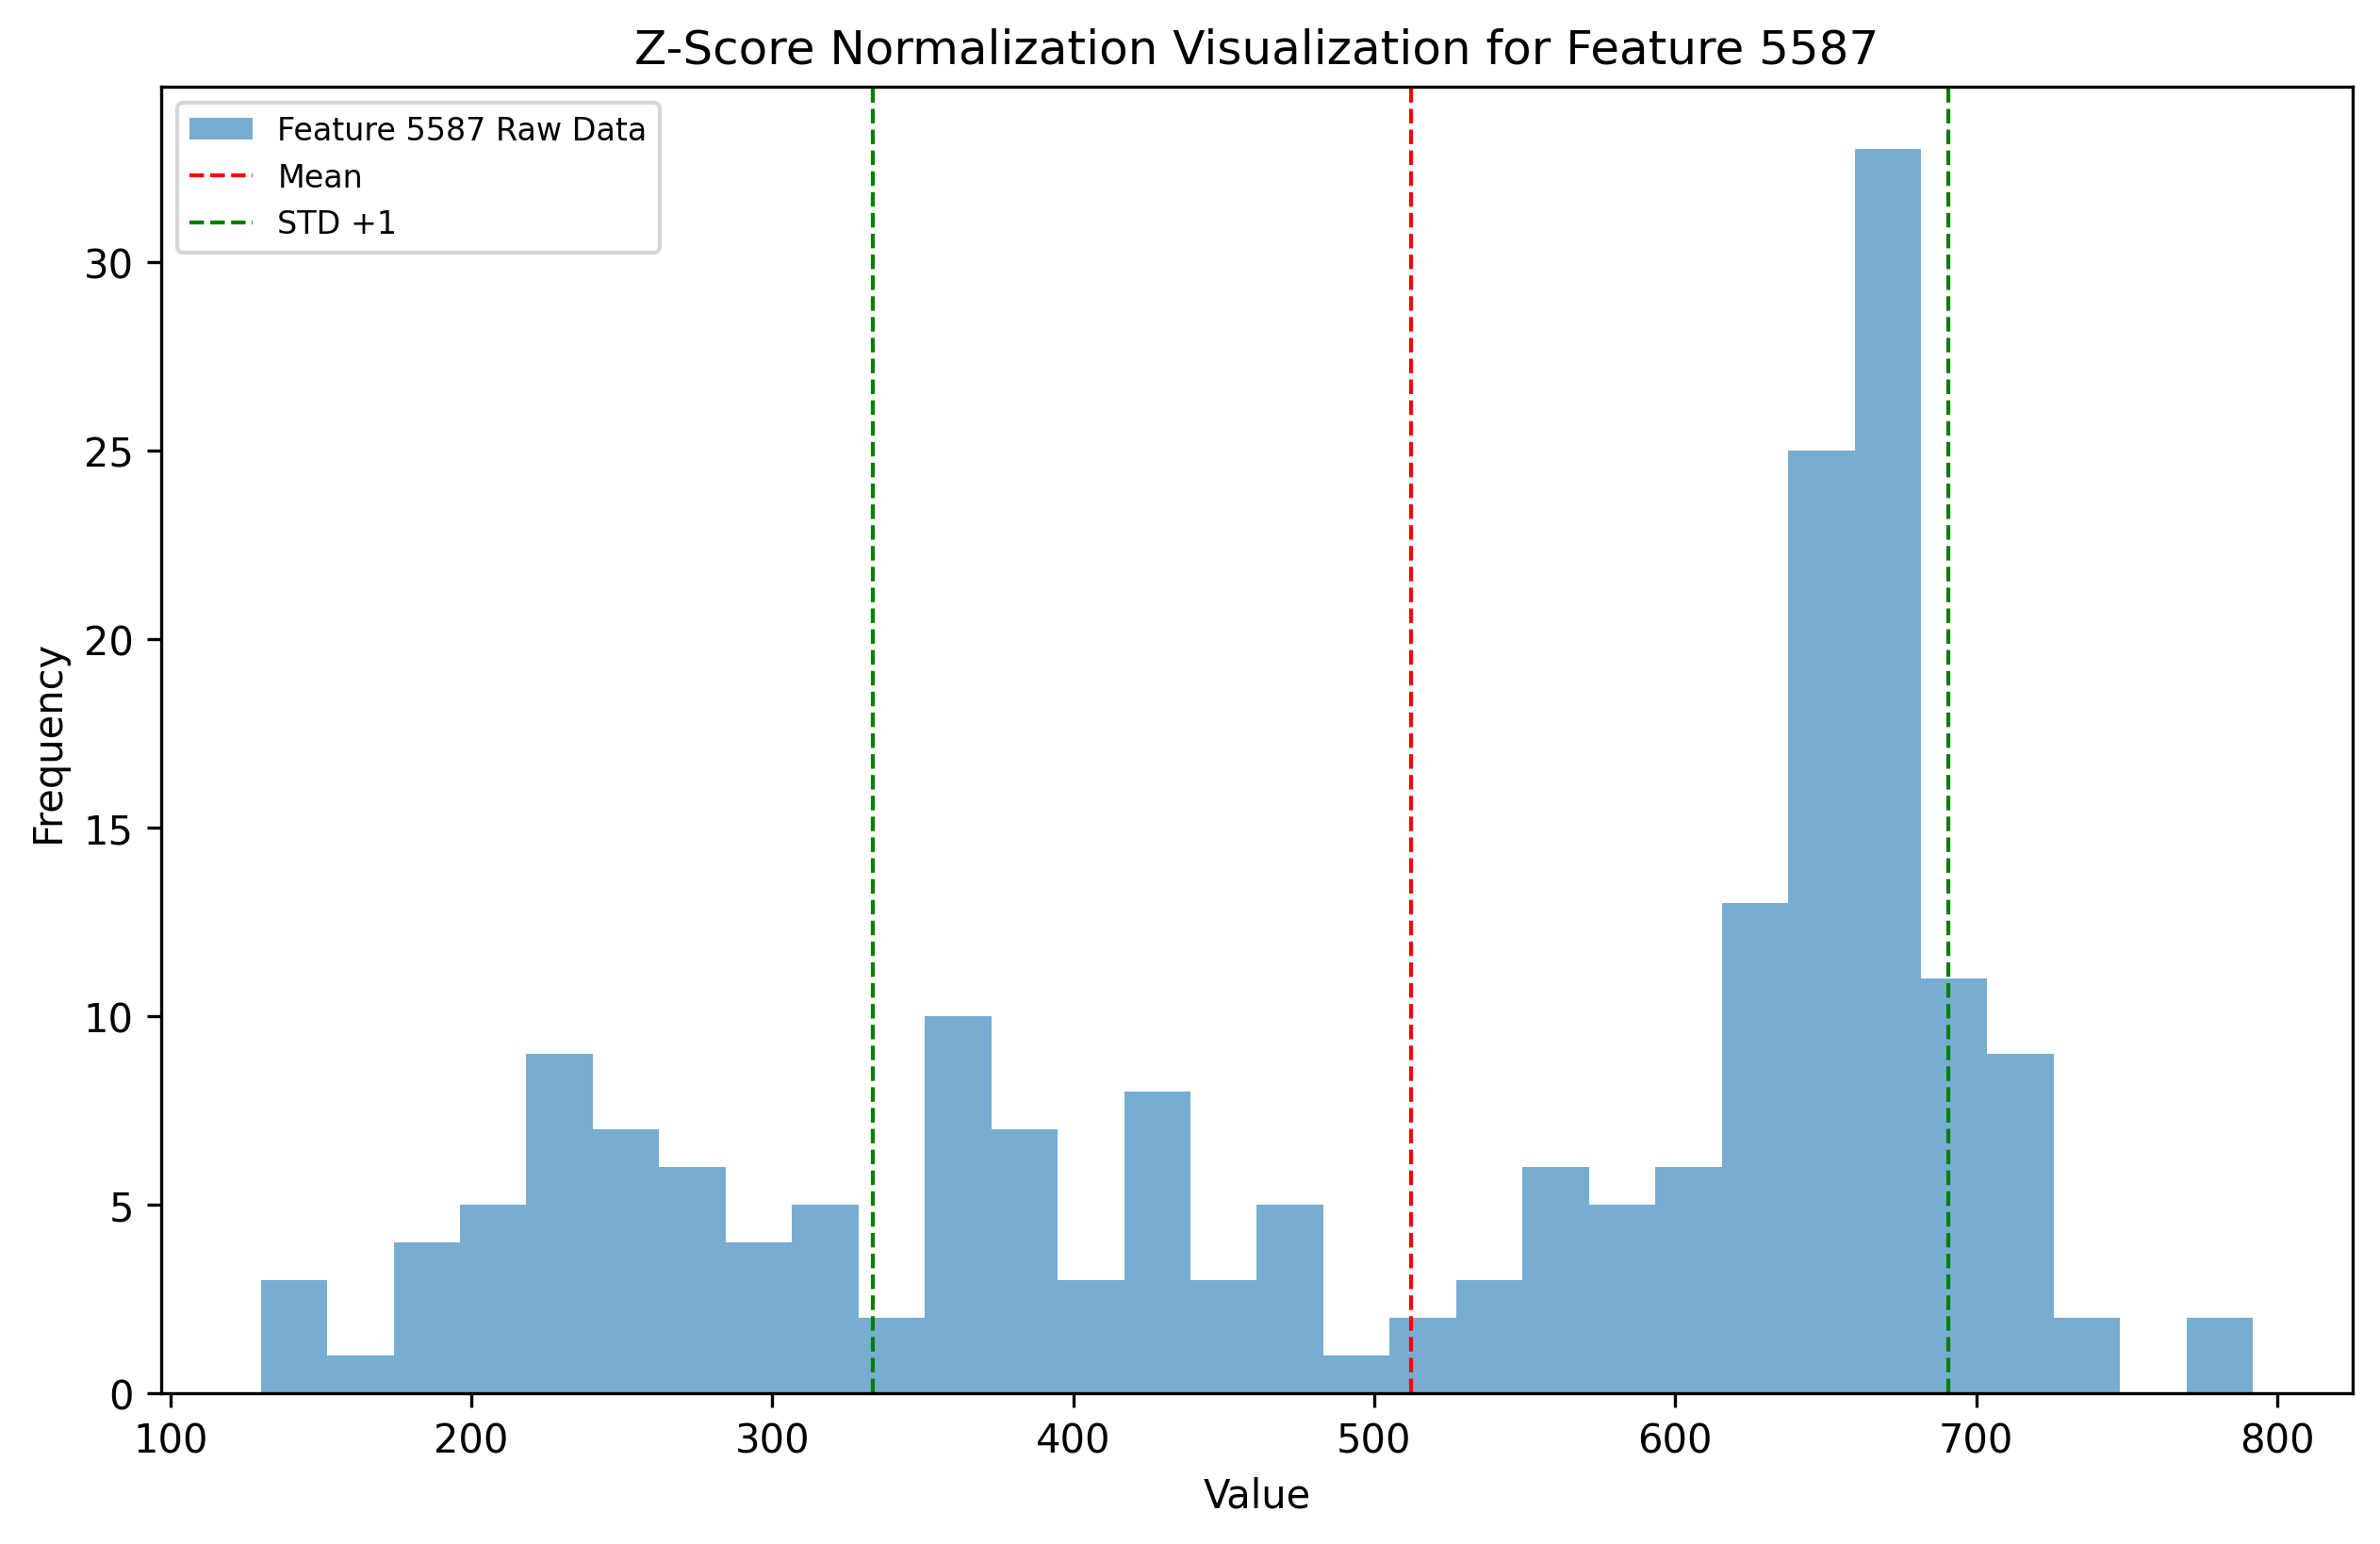 Z-Score Normalization Visualization for Feature 5587
Feature 5587 Raw Data
Mean
STD +1
30
25
20
15
10
5
0
Frequency
100 200 300 400 500 600 700 800
Value